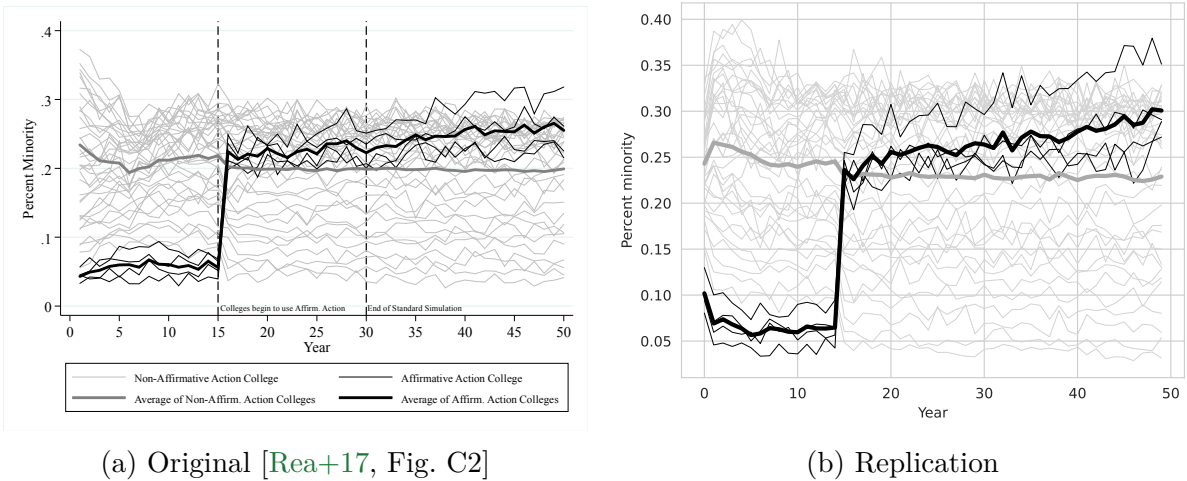 .4
.3
.2
.1
0
Percent Minority
Colleges begin to use Affirm. Action
End of Standard Simulation
0 5 10 15 20 25 30 35 40 45 50
Year
Non-Affirmative Action College
Affirmative Action College
Average of Non-Affirm. Action Colleges
Average of Affirm. Action Colleges
(a) Original [Rea+17, Fig. C2]
0.40
0.35
0.30
0.25
0.20
0.15
0.10
0.05
Percent minority
0 10 20 30 40 50
Year
(b) Replication